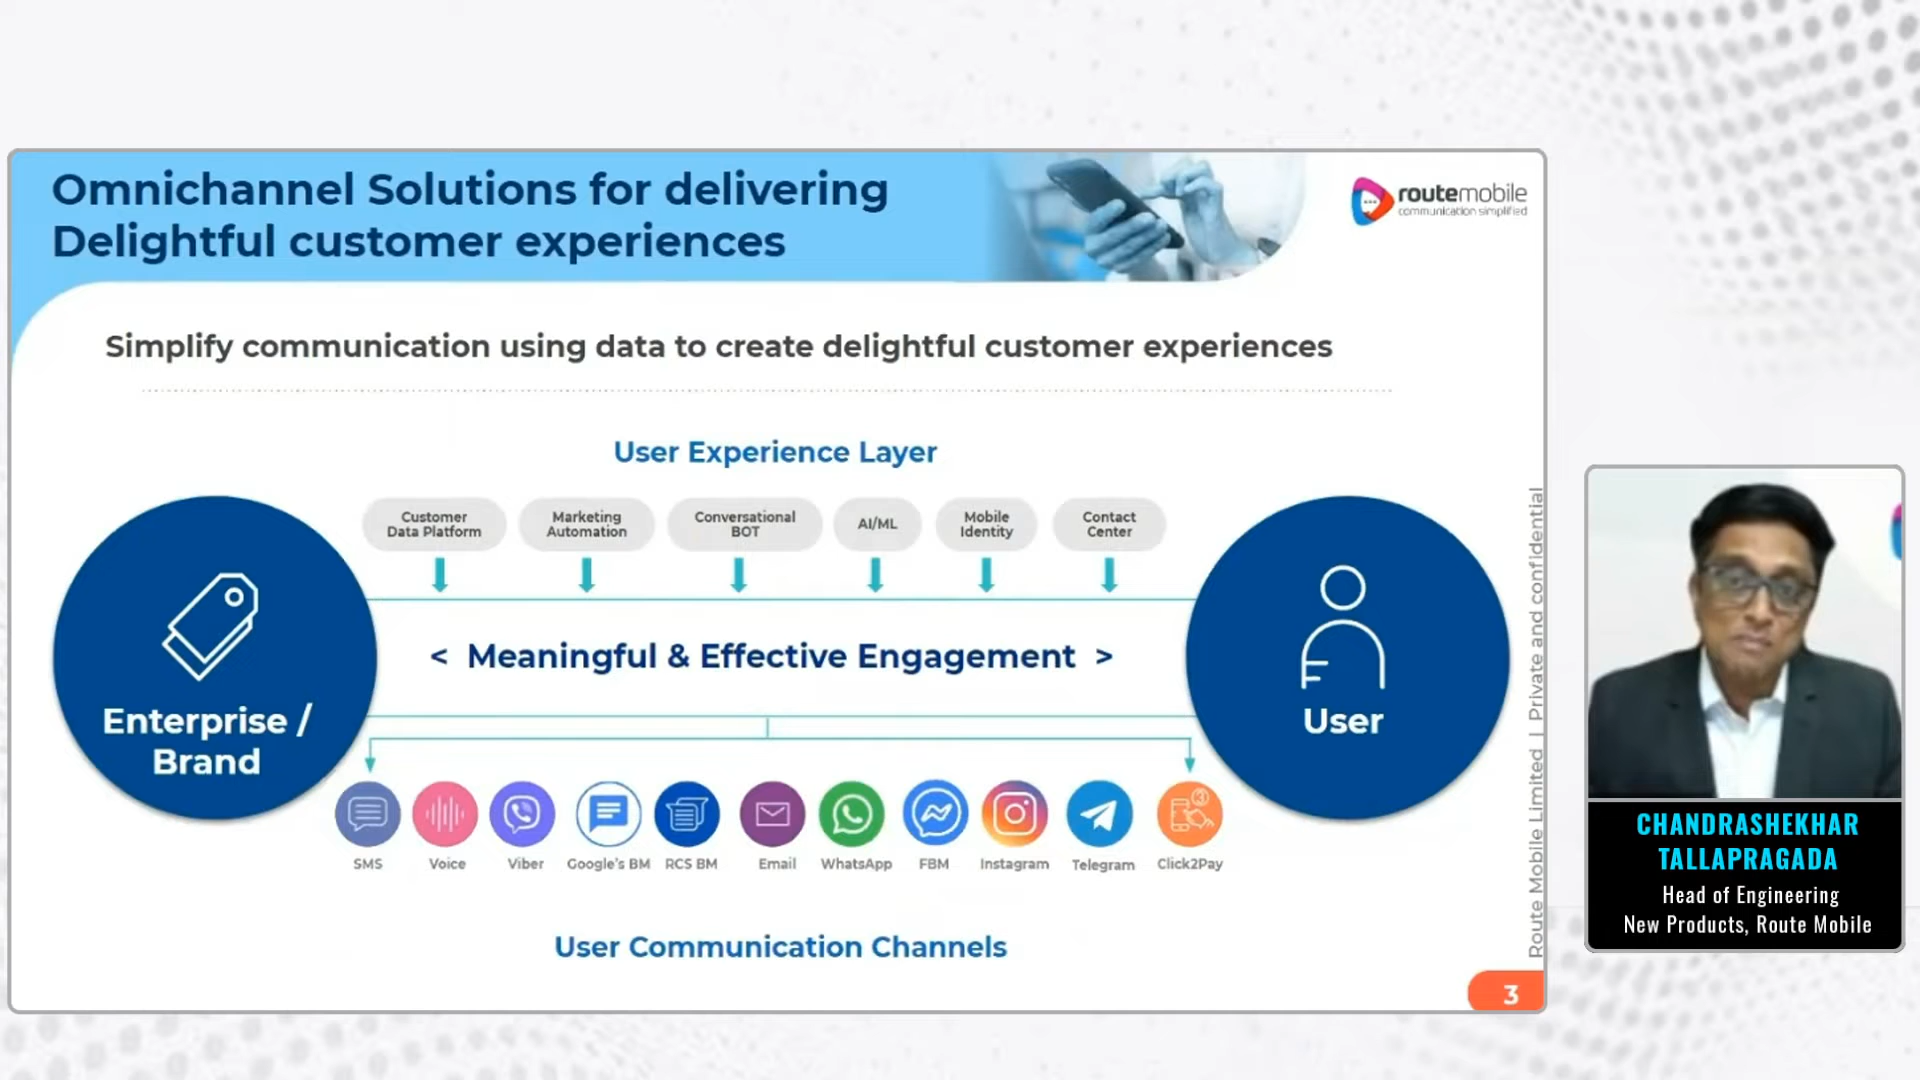 Omnichannel Solutions for delivering
Delightful customer experiences
routemobile
communication simplified
Simplify communication using data to create delightful customer experiences
User Experience Layer
Customer
Data Platform
Marketing
Automation
Conversational
BOT
AI/ML
Mobile
Identity
Contact
Center
< Meaningful & Effective Engagement >
Enterprise /
Brand
User
SMS
Voice
Viber
Google's BM
RCS BM
Email
WhatsApp
FBM
Instagram
Telegram
3
Click2Pay
User Communication Channels
Route Mobile Limited | Private and confidential
3
CHANDRASHEKHAR
TALLAPRAGADA
Head of Engineering
New Products, Route Mobile